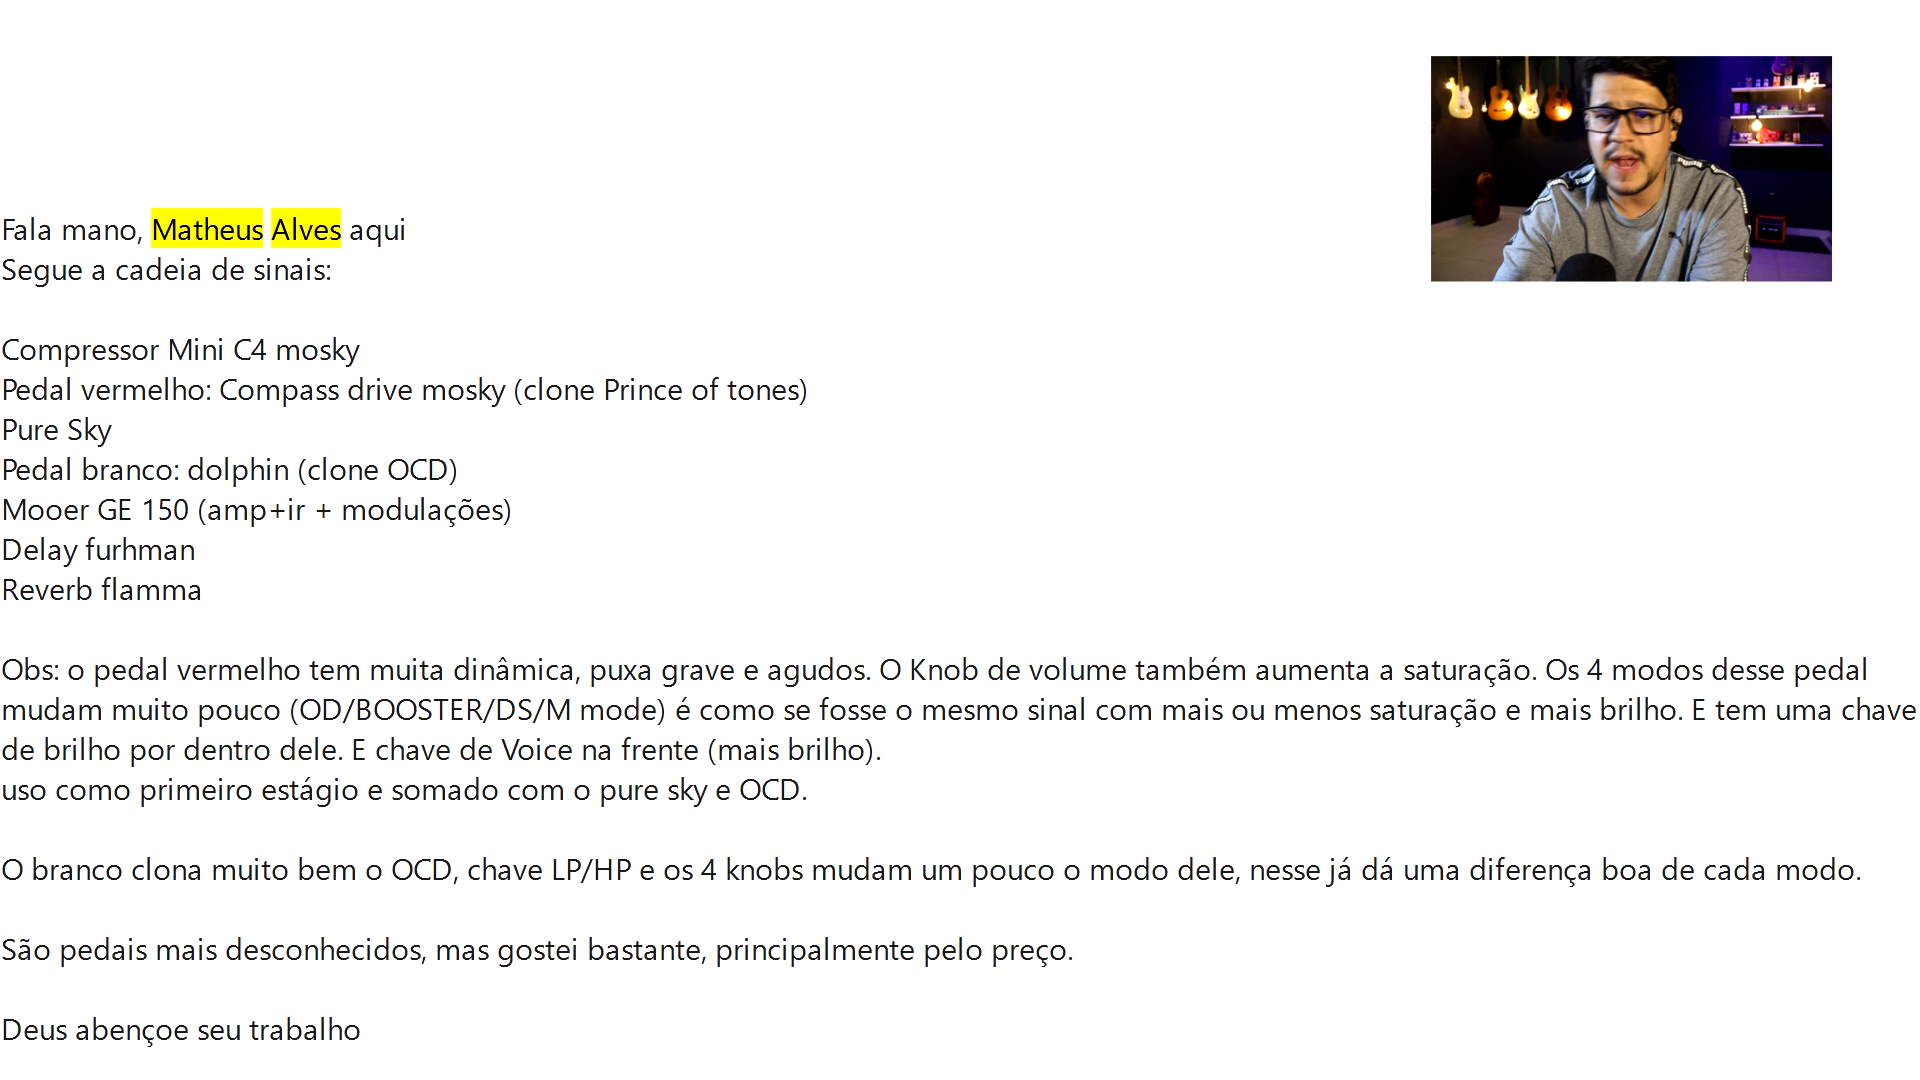 Fala mano, Matheus Alves aqui
Segue a cadeia de sinais:
Compressor Mini C4 mosky
Pedal vermelho: Compass drive mosky (clone Prince of tones)
Pure Sky
Pedal branco: dolphin (clone OCD)
Mooer GE 150 (amp+ir + modulações)
Delay furhman
Reverb flamma
Obs: o pedal vermelho tem muita dinâmica, puxa grave e agudos. O Knob de volume também aumenta a saturação. Os 4 modos desse pedal
mudam muito pouco (OD/BOOSTER/DS/M mode) é como se fosse o mesmo sinal com mais ou menos saturação e mais brilho. E tem uma chave
de brilho por dentro dele. E chave de Voice na frente (mais brilho).
uso como primeiro estágio e somado com o pure sky e OCD.
O branco clona muito bem o OCD, chave LP/HP e os 4 knobs mudam um pouco o modo dele, nesse já dá uma diferença boa de cada modo.
São pedais mais desconhecidos, mas gostei bastante, principalmente pelo preço.
Deus abençoe seu trabalho